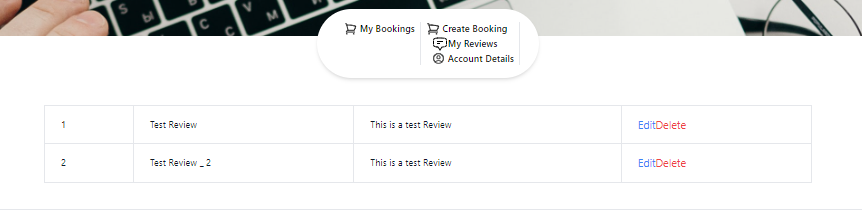 My Bookings
Create Booking
My Reviews
Account Details
1 Test Review This is a test Review EditDelete
2 Test Review _ 2 This is a test Review EditDelete